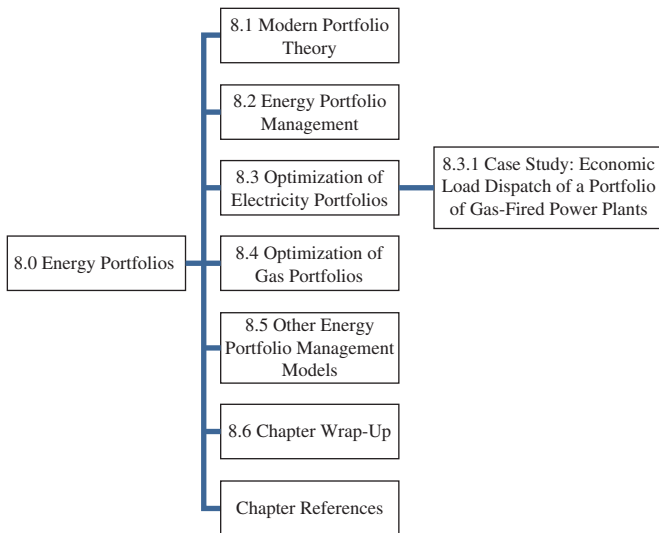 8.1 Modern Portfolio
Theory
8.2 Energy Portfolio
Management
8.3 Optimization of
Electricity Portfolios
8.3.1 Case Study: Economic
Load Dispatch of a Portfolio
of Gas-Fired Power Plants
8.0 Energy Portfolios
8.4 Optimization of
Gas Portfolios
8.5 Other Energy
Portfolio Management
Models
8.6 Chapter Wrap-Up
Chapter References